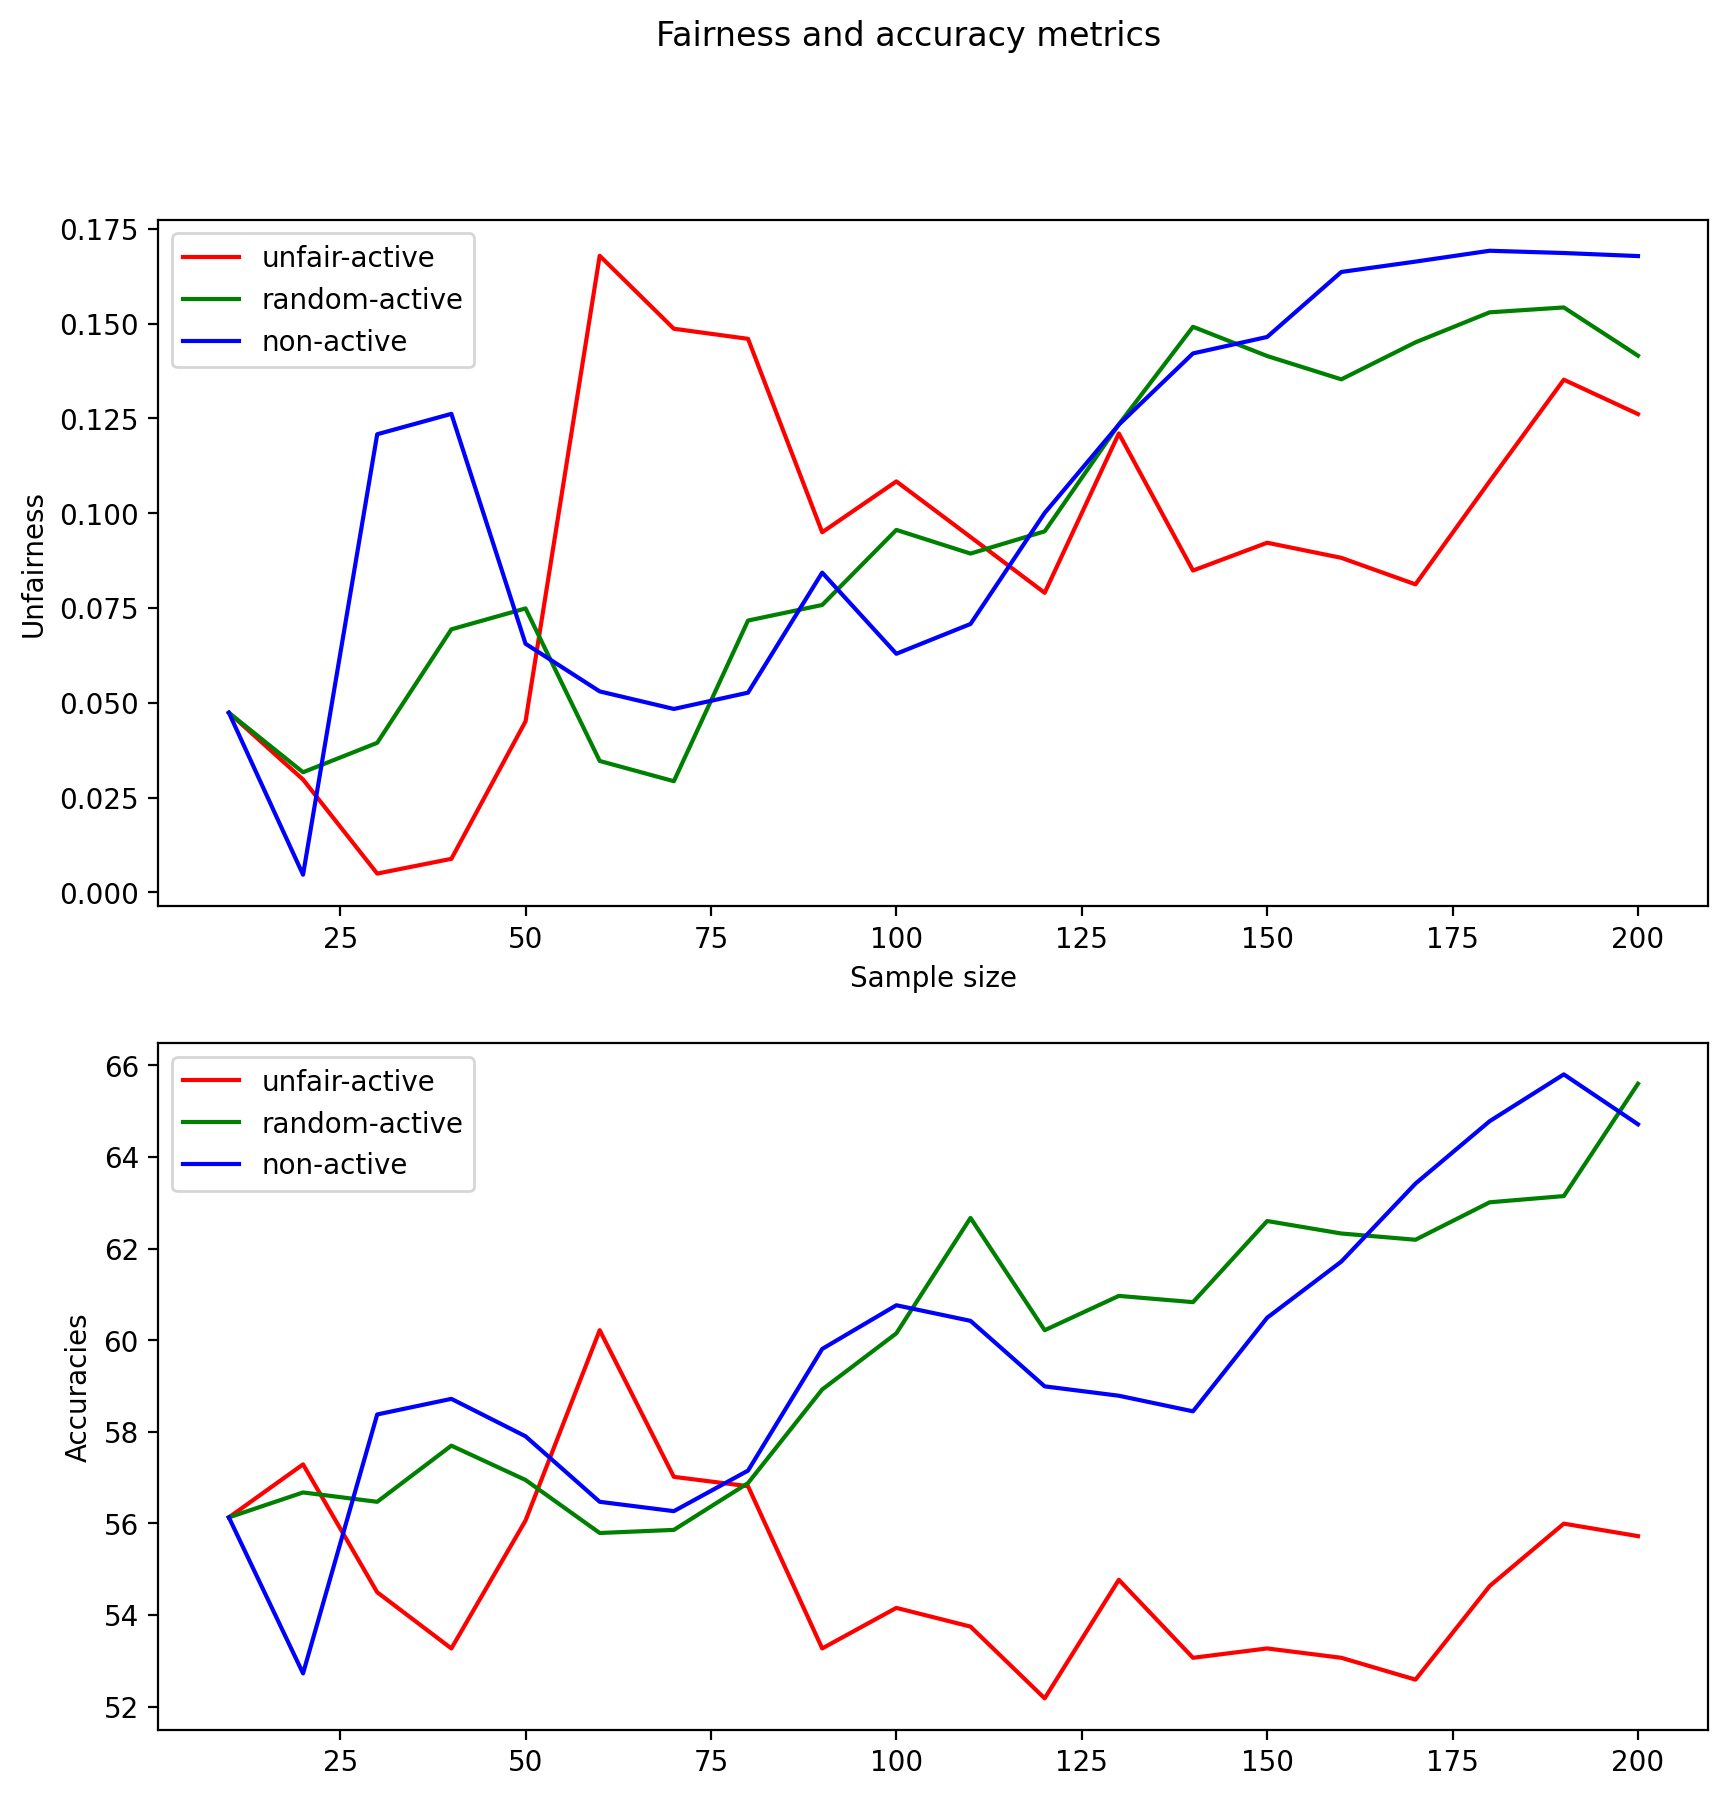 Fairness and accuracy metrics
0.175
0.150
0.125
0.100
0.075
0.050
0.025
0.000
Unfairness
unfair-active
random-active
non-active
25 50 75 100 125 150 175 200
Sample size
66
64
62
60
58
56
54
52
Accuracies
unfair-active
random-active
non-active
25 50 75 100 125 150 175 200